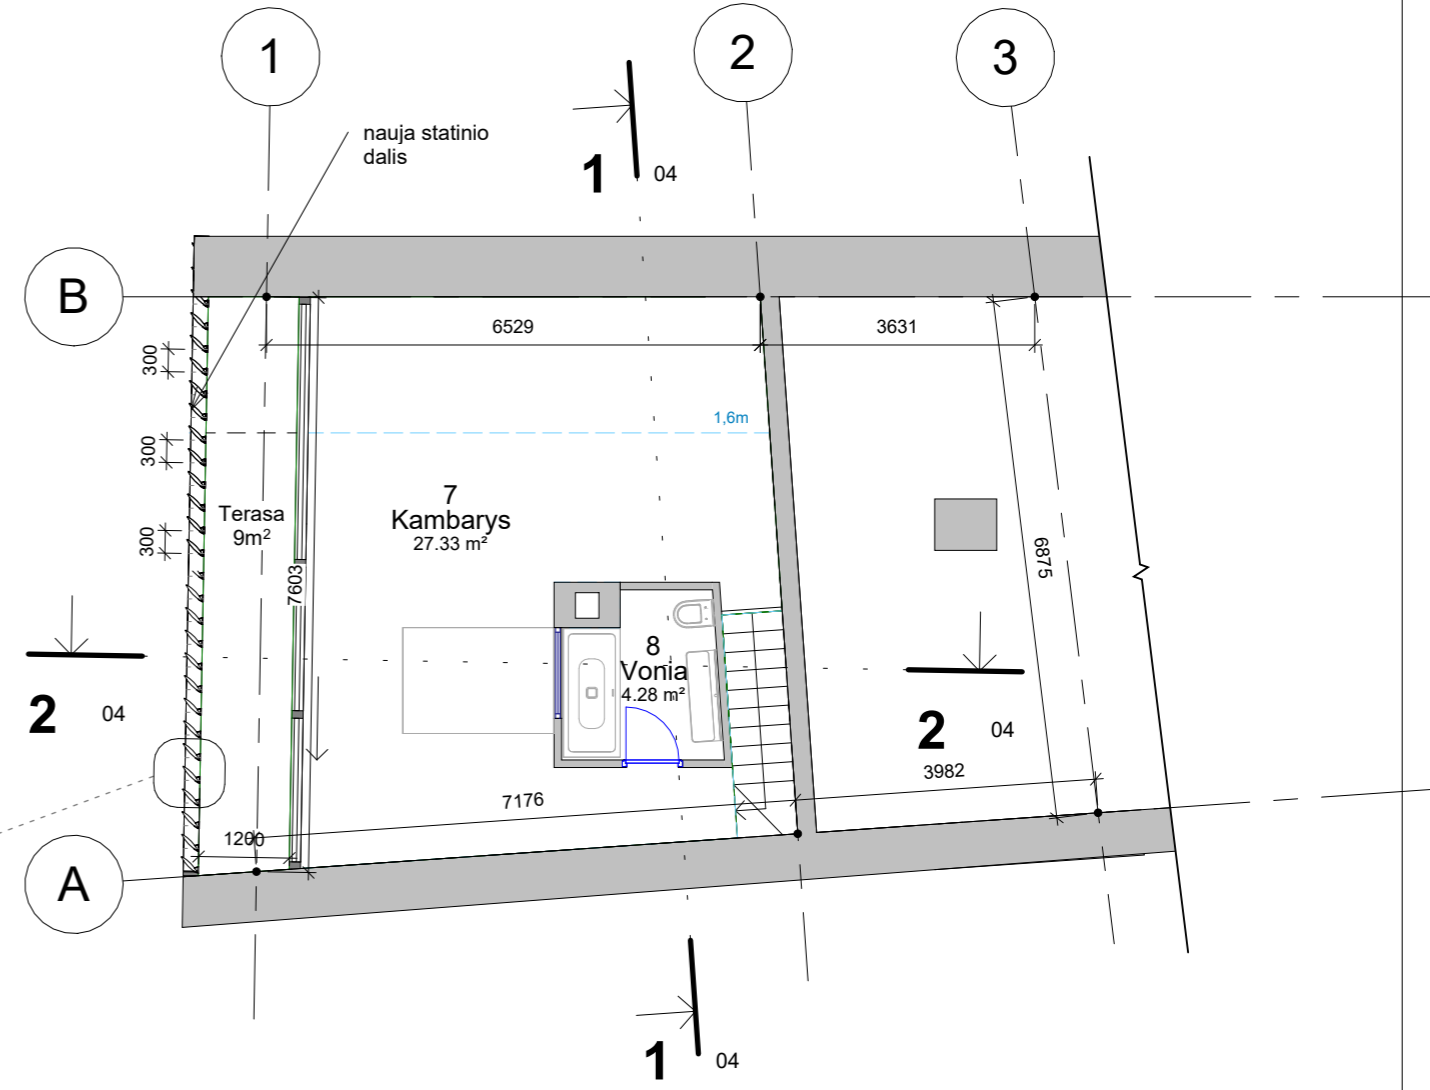 1
2
3
nauja statinio
dalis
1
04
B
6529
3631
300
1,6m
300
7
Kambarys
27.33 m²
Terasa
9m²
300
6875
7603
8
Vonia
4.28 m²
2
04
2
04
3982
7176
1200
A
1
04